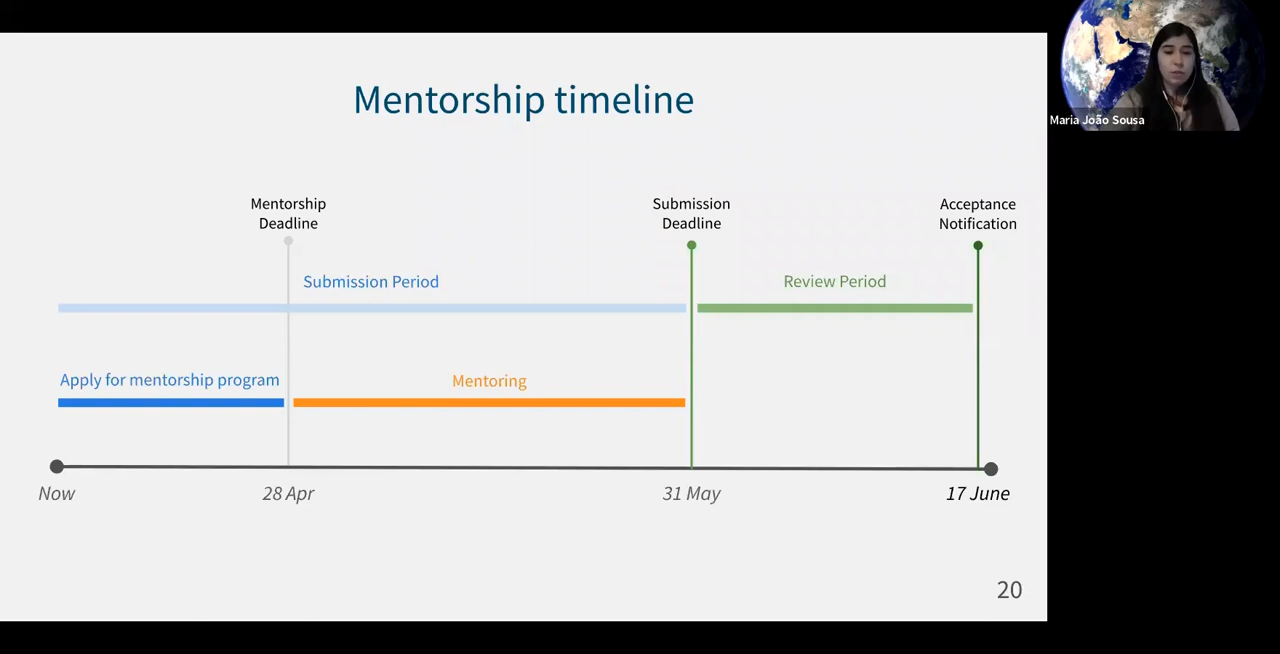 Mentorship timeline
Maria João Sousa
Mentorship
Deadline
Submission
Deadline
Acceptance
Notification
Submission Period
Review Period
Apply for mentorship program
Mentoring
Now
28 Apr
31 May
17 June
20